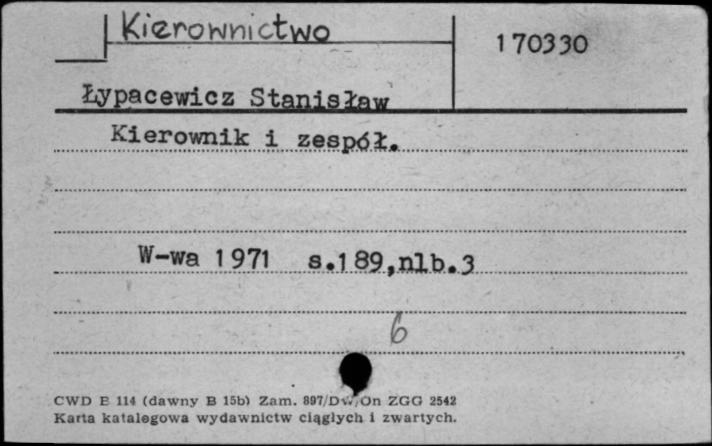 Kierownictwo
170330
Łypacewicz Stanisław
Kierownik i zespół.
W-wa 1971 s.189,nlb.3
6
CWD E 114 (dawny B 15b) Zam. 897/DW/On ZGG 2542
Karta katalogowa wydawnictw ciągłych i zwartych.